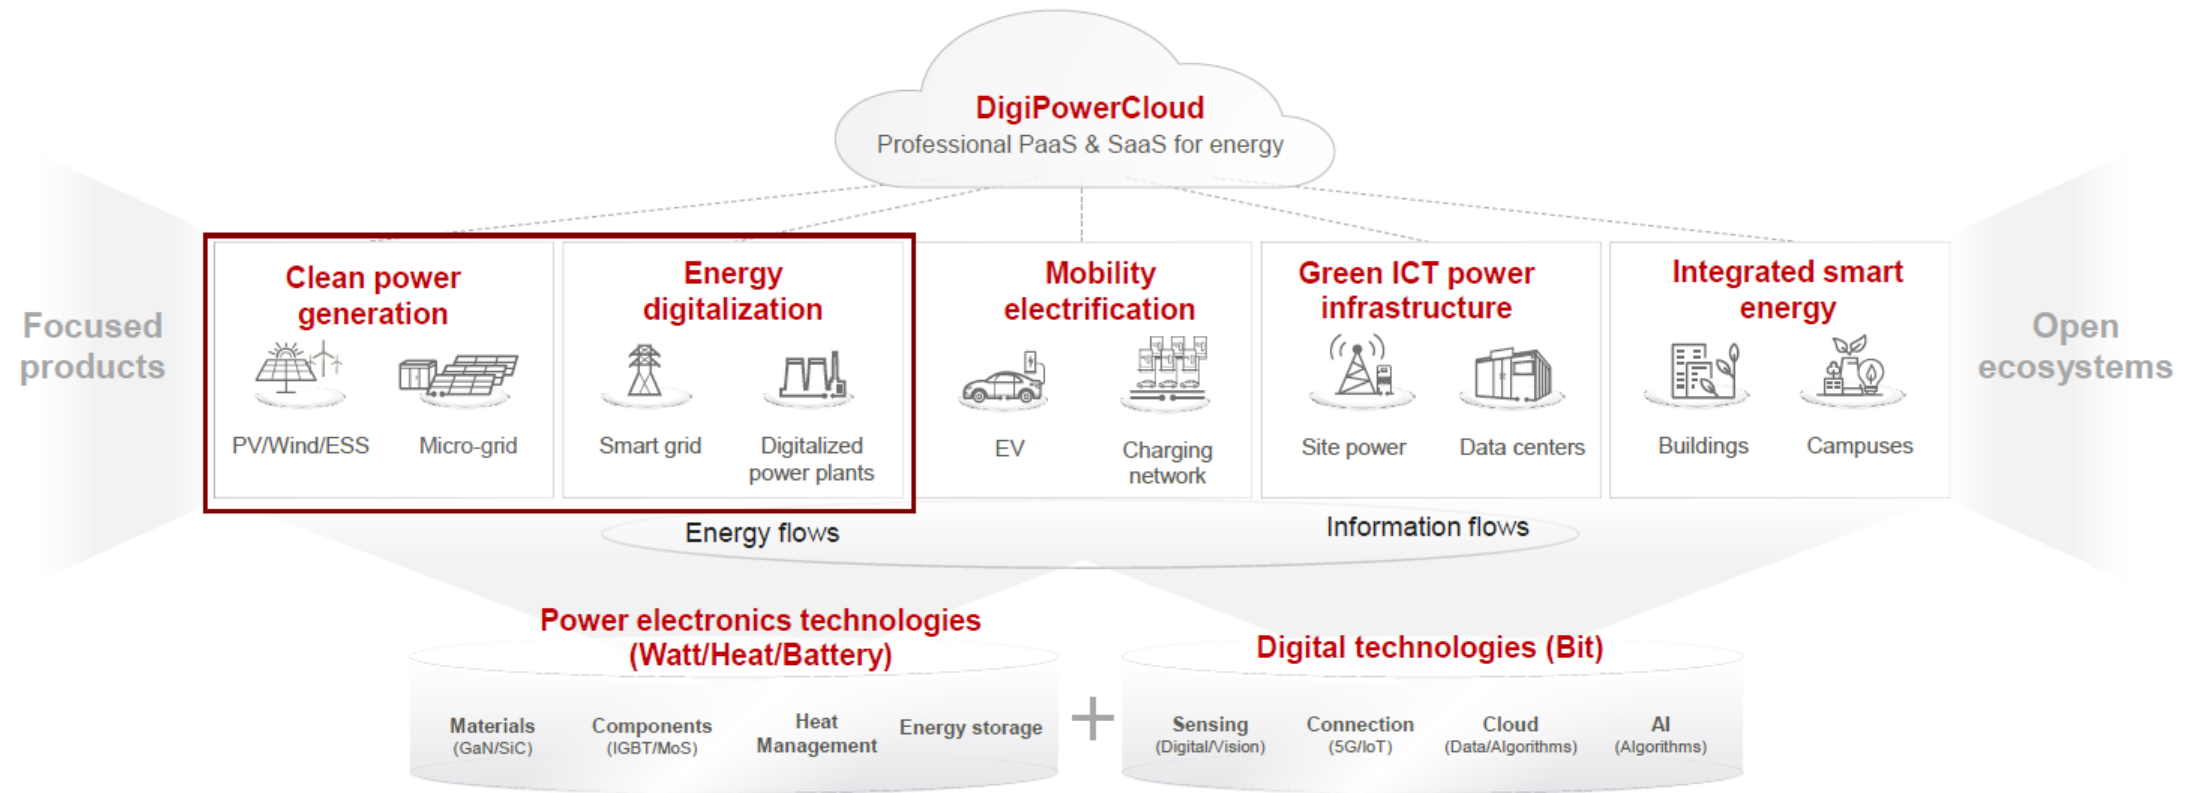 DigiPowerCloud
Professional PaaS & SaaS for energy
Focused
products
Clean power
generation
PV/Wind/ESS
Micro-grid
Energy
digitalization
Smart grid
Digitalized
power plants
Mobility
electrification
EV
Charging
network
Green ICT power
infrastructure
Site power
Data centers
Integrated smart
energy
Buildings
Campuses
Open
ecosystems
Energy flows
Information flows
Power electronics technologies
(Watt/Heat/Battery)
Materials
(GaN/SiC)
Components
(IGBT/MoS)
Heat
Management
Energy storage
+
Digital technologies (Bit)
Sensing
(Digital/Vision)
Connection
(5G/IoT)
Cloud
(Data/Algorithms)
AI
(Algorithms)